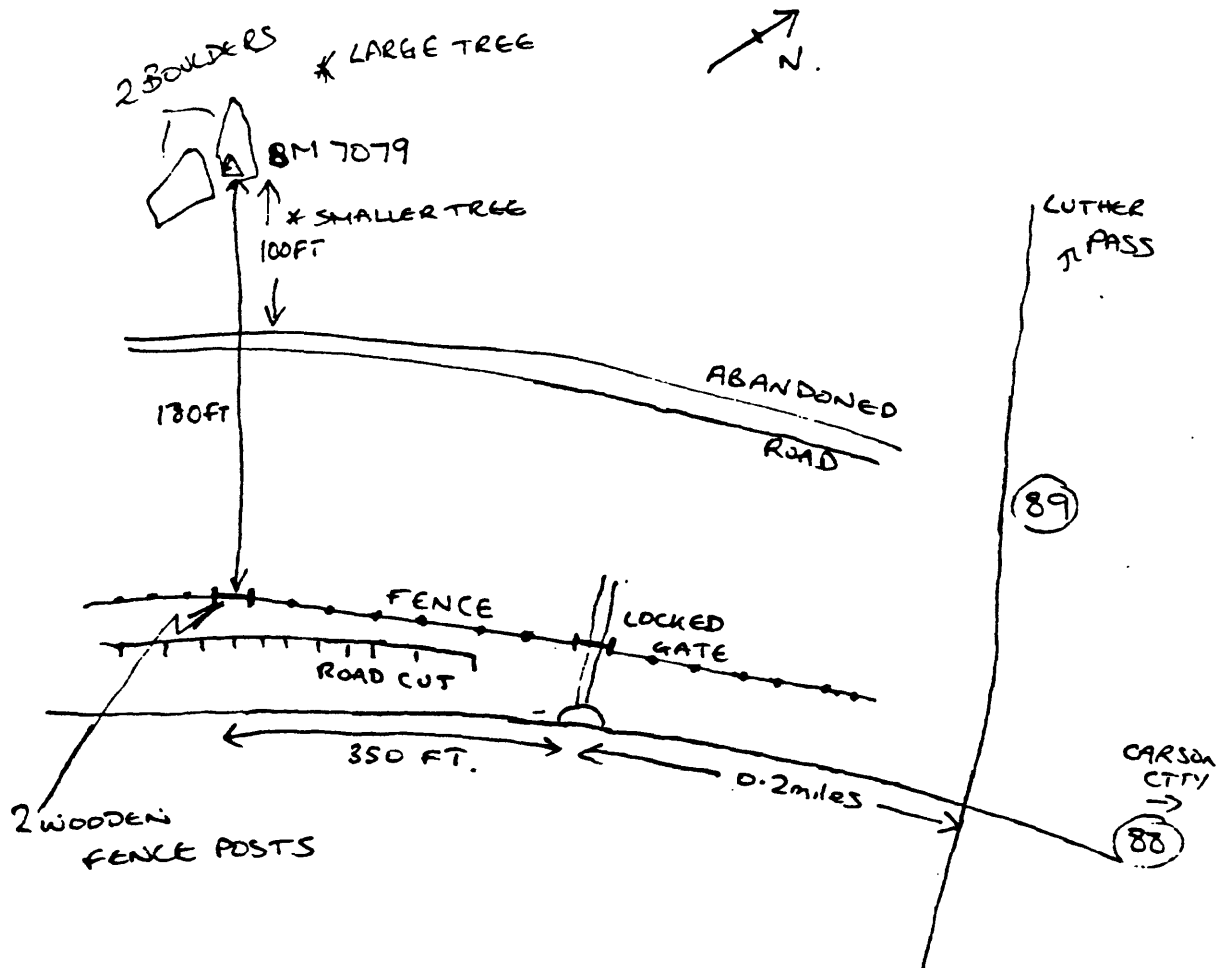 2 BOULDERS
LARGE TREE
N.
BM 7079
SMALLER TREE
100FT
LUTHER
PASS
180FT
ABANDONED
ROAD
89
FENCE
LOCKED
GATE
ROAD CUT
350 FT.
0.2miles
CARSON
CTTY
88
2 WOODEN
FENCE POSTS